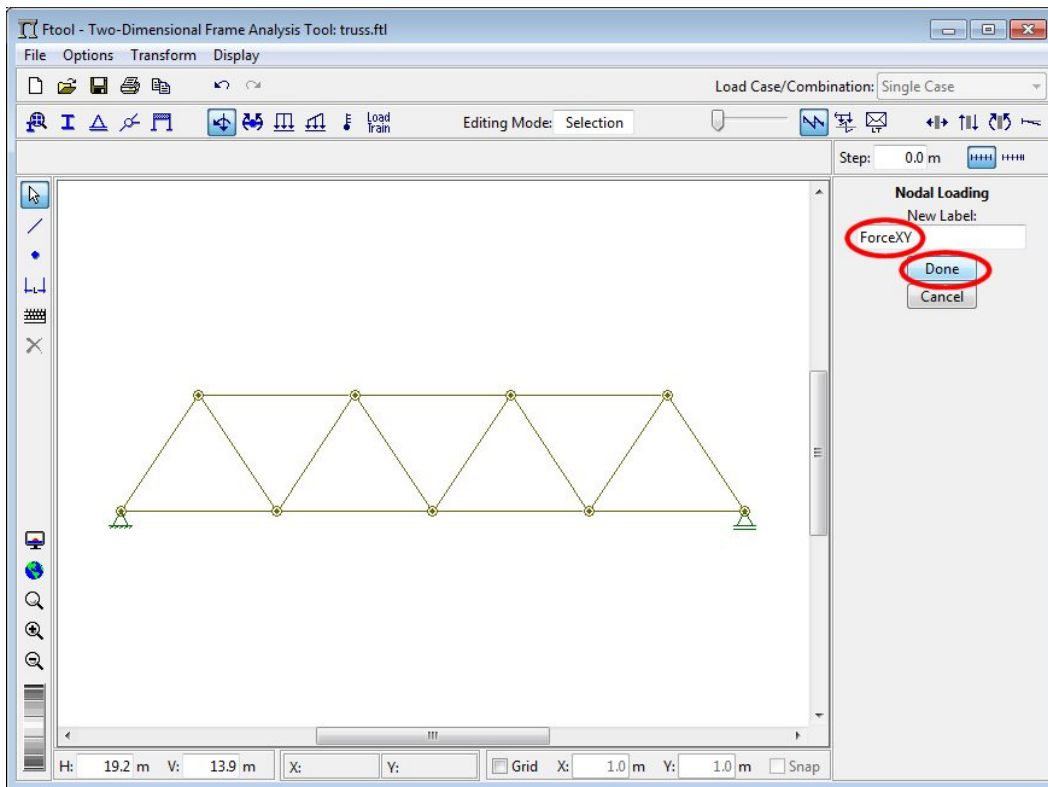 Ftool - Two-Dimensional Frame Analysis Tool: truss.ftl
File Options Transform Display
Load Case/Combination: Single Case
Load Train
Editing Mode: Selection
Step: 0.0 m
Nodal Loading
New Label:
ForceXY
Done
Cancel
H: 19.2 m V: 13.9 m X: Y: Grid X: 1.0 m Y: 1.0 m Snap